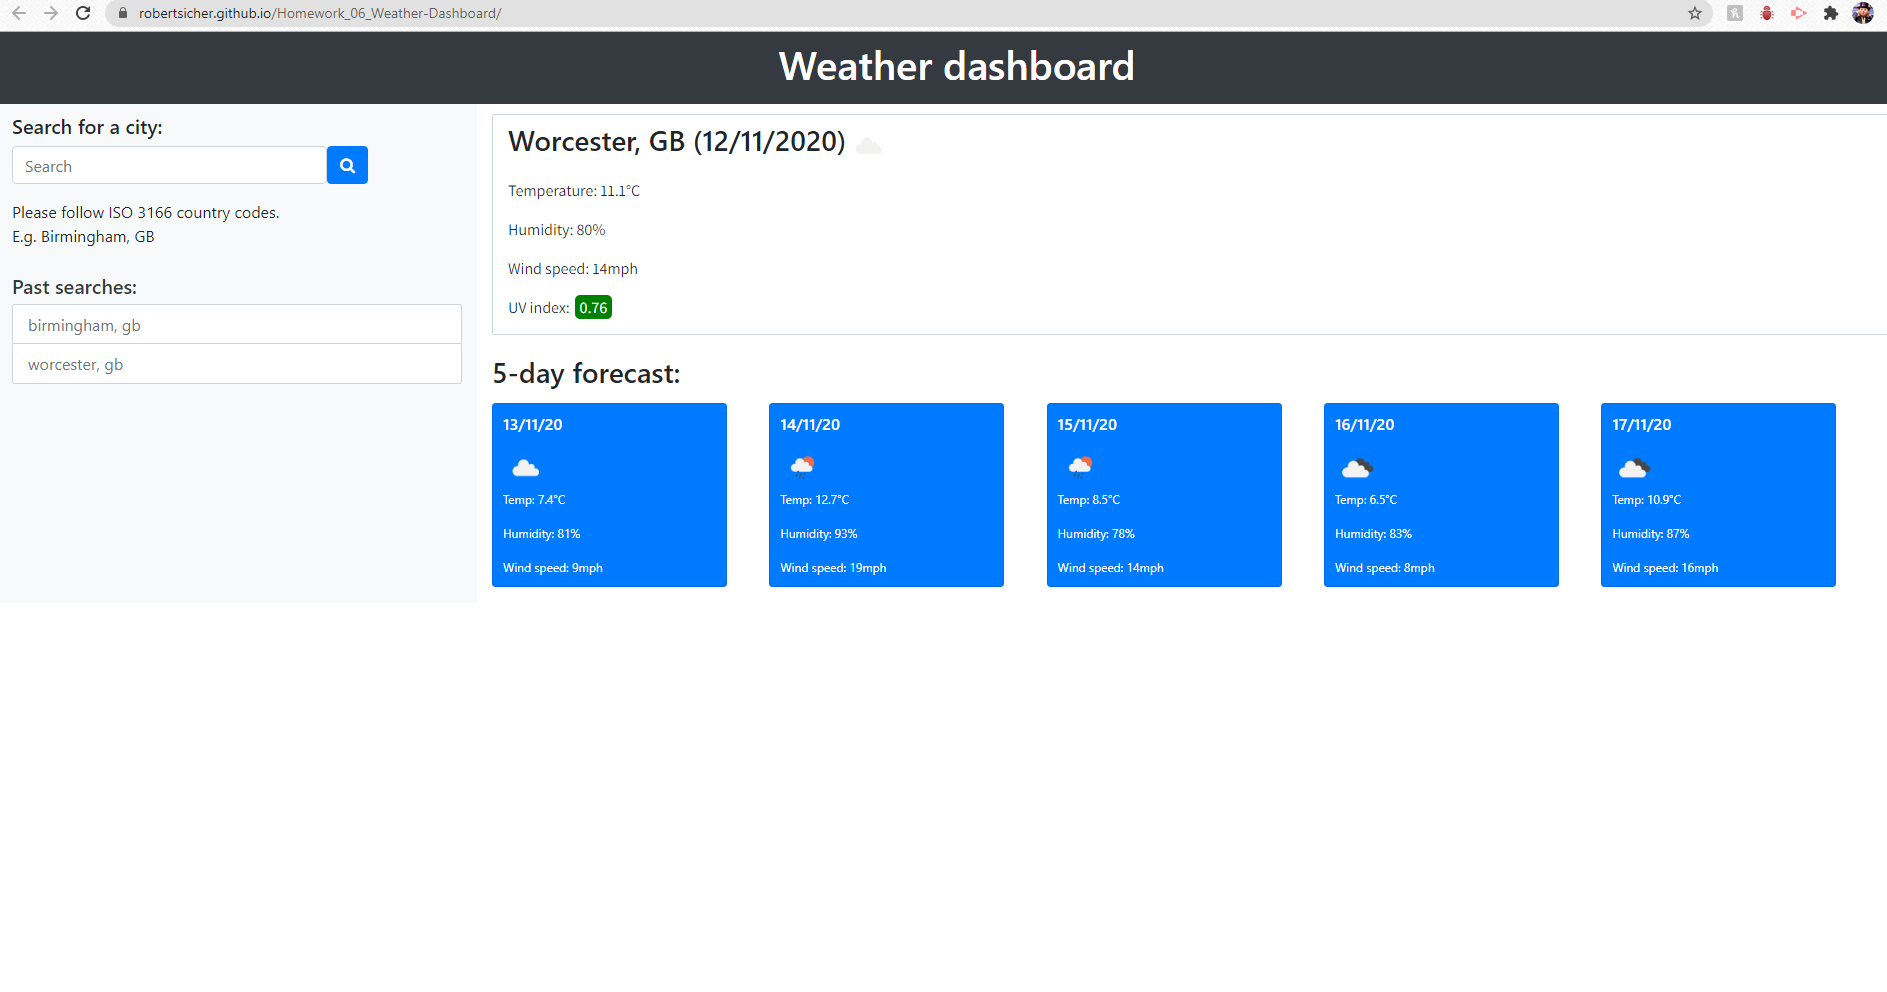 robertsicher.github.io/Homework_06_Weather-Dashboard/
Weather dashboard
Search for a city:
Search
Please follow ISO 3166 country codes.
E.g. Birmingham, GB
Past searches:
birmingham, gb
worcester, gb
Worcester, GB (12/11/2020)
Temperature: 11.1°C
Humidity: 80%
Wind speed: 14mph
UV index: 0.76
5-day forecast:
13/11/20
Temp: 7.4°C
Humidity: 81%
Wind speed: 9mph
14/11/20
Temp: 12.7°C
Humidity: 93%
Wind speed: 19mph
15/11/20
Temp: 8.5°C
Humidity: 78%
Wind speed: 14mph
16/11/20
Temp: 6.5°C
Humidity: 83%
Wind speed: 8mph
17/11/20
Temp: 10.9°C
Humidity: 87%
Wind speed: 16mph